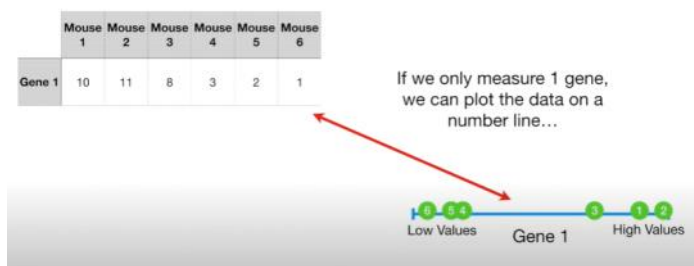 Mouse 1 Mouse 2 Mouse 3 Mouse 4 Mouse 5 Mouse 6
Gene 1 10 11 8 3 2 1
If we only measure 1 gene,
we can plot the data on a
number line...
6 5 4 3 1 2
Low Values Gene 1 High Values